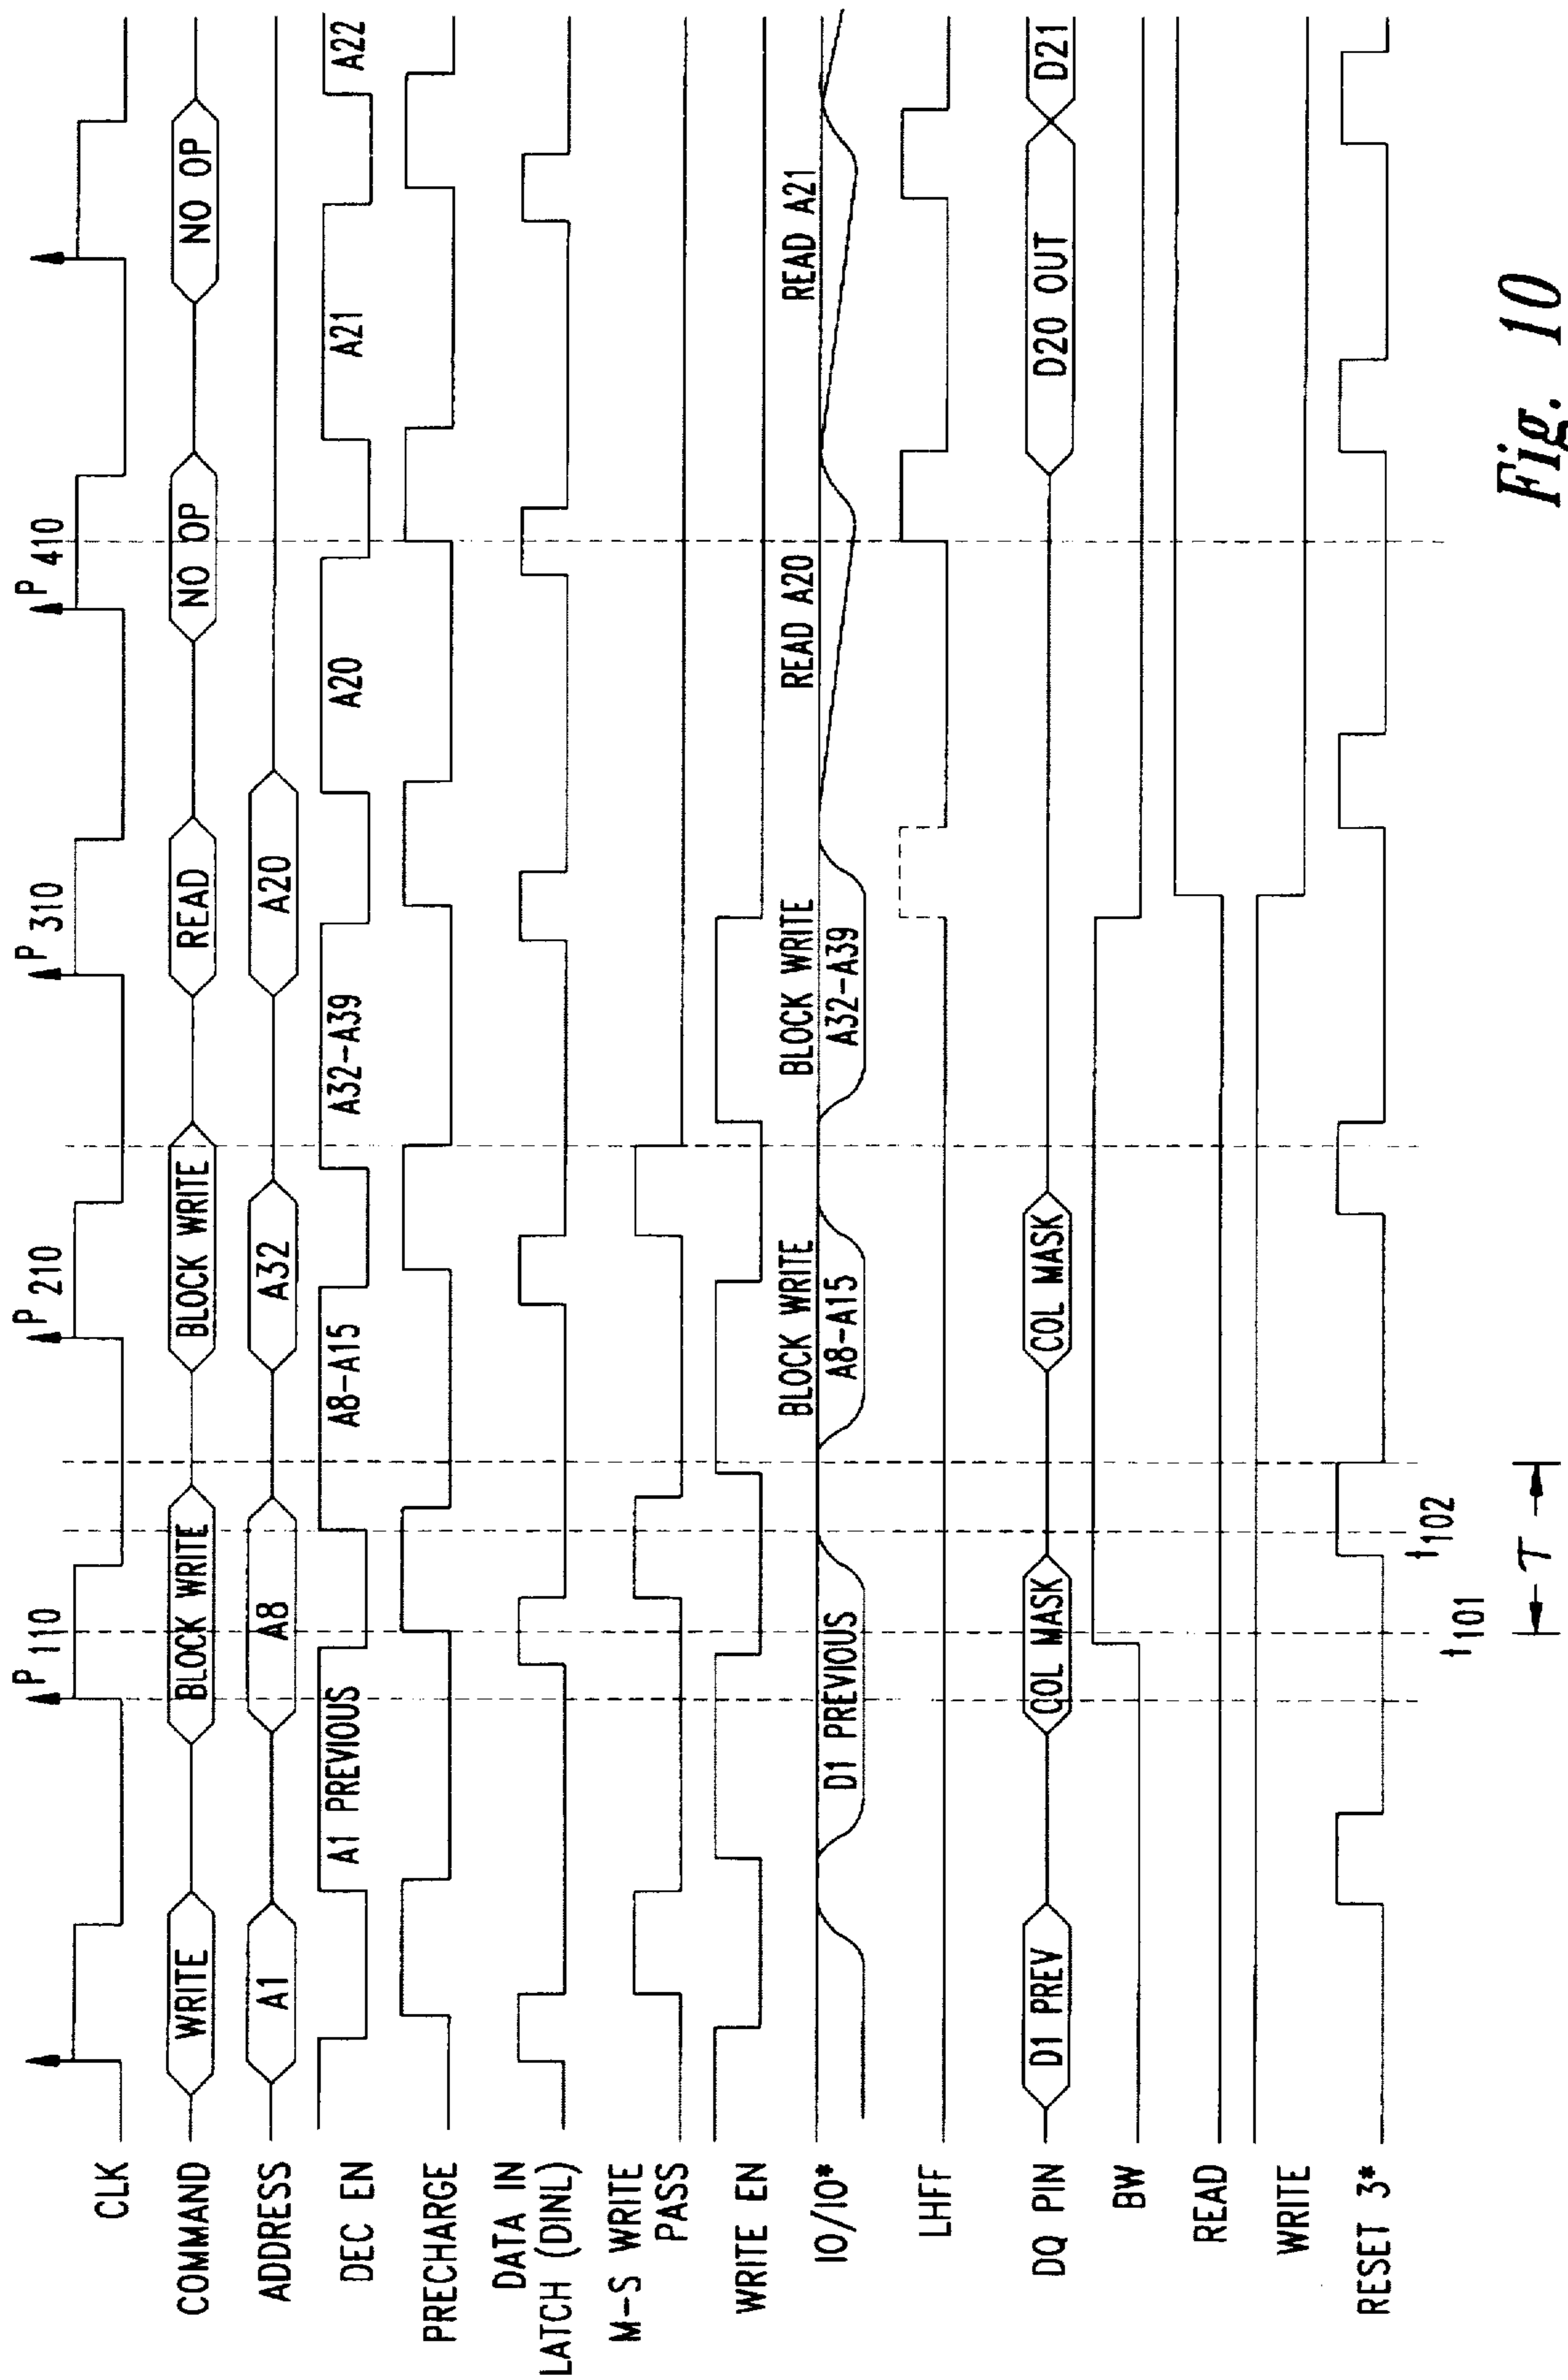 P 110 P 210 P 310 P 410
CLK
COMMAND WRITE BLOCK WRITE BLOCK WRITE READ NO OP NO OP
ADDRESS A1 A8 A32 A20
DEC EN A1 PREVIOUS A8-A15 A32-A39 A20 A21 A22
PRECHARGE
DATA IN
LATCH (DINL)
M-S WRITE
PASS
WRITE EN
BLOCK WRITE BLOCK WRITE READ A20 READ A21
IO/IO* D1 PREVIOUS A8-A15 A32-A39
LHFF
DQ PIN D1 PREV COL MASK COL MASK D20 OUT D21
BW
READ
WRITE
RESET 3*
t102
t101
T
Fig. 10